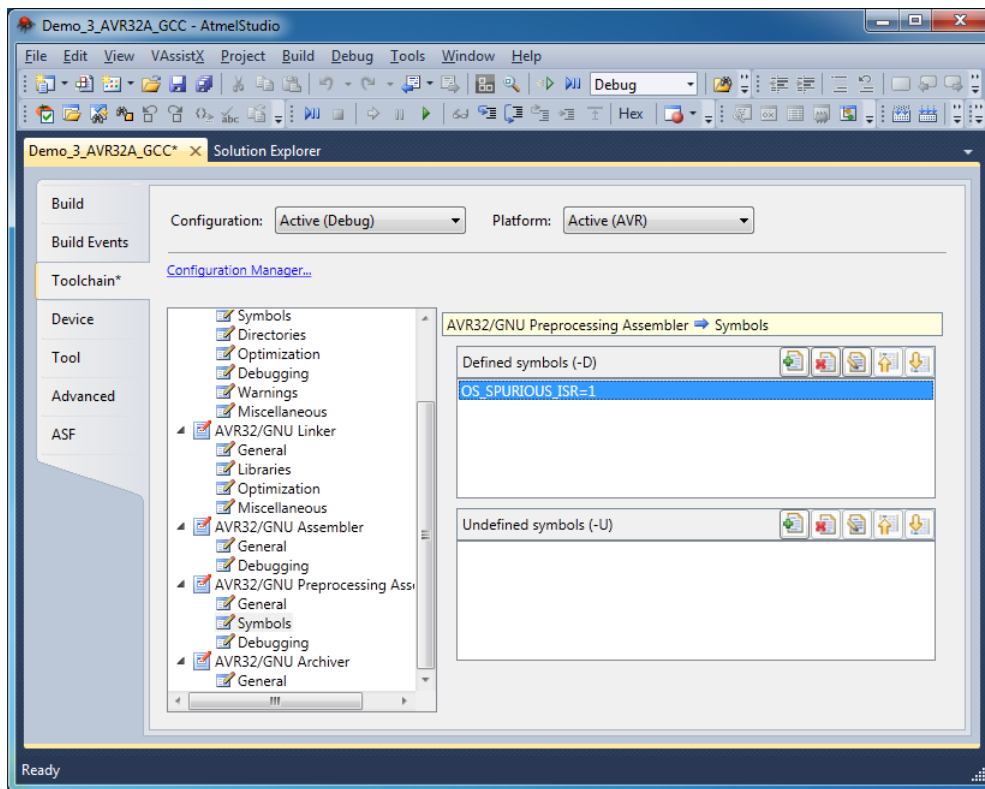 Demo_3_AVR32A_GCC - AtmelStudio
File Edit View VAssistX Project Build Debug Tools Window Help
Debug
abc Hex
Demo_3_AVR32A_GCC* Solution Explorer
Build
Build Events
Toolchain*
Device
Tool
Advanced
ASF
Configuration: Active (Debug) Platform: Active (AVR)
Configuration Manager...
Symbols
Directories
Optimization
Debugging
Warnings
Miscellaneous
AVR32/GNU Linker
General
Libraries
Optimization
Miscellaneous
AVR32/GNU Assembler
General
Debugging
AVR32/GNU Preprocessing Ass
General
Symbols
Debugging
AVR32/GNU Archiver
General
AVR32/GNU Preprocessing Assembler ➡ Symbols
Defined symbols (-D)
OS_SPURIOUS_ISR=1
Undefined symbols (-U)
Ready